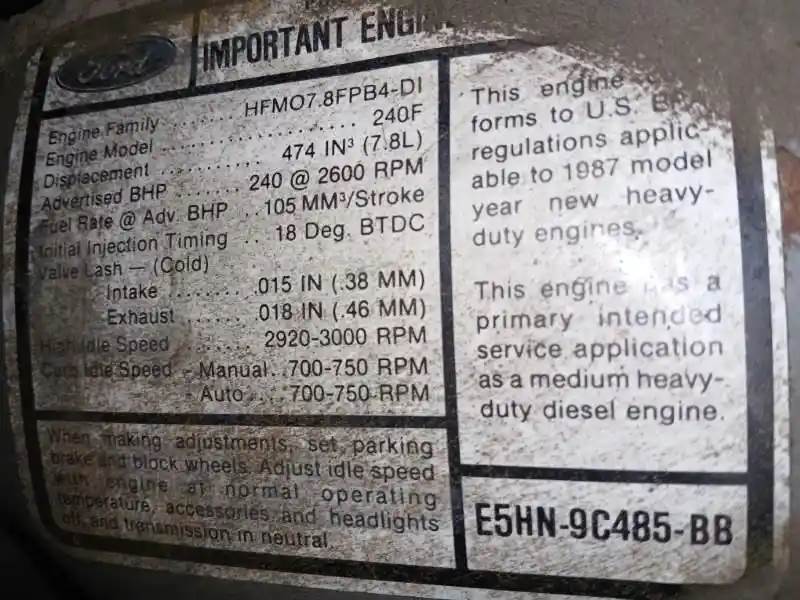 Ford
IMPORTANT
Engine Family ........ HFMO7.8FPB4-DI
Engine Model .................... 240F
Displacement ........... 474 IN³ (7.8L)
Advertised BHP ...... 240 @ 2600 RPM
Fuel Rate @ Adv. BHP .. 105 MM³/Stroke
Initial Injection Timing .. 18 Deg. BTDC
Valve Lash — (Cold)
Intake ......... .015 IN (.38 MM)
Exhaust ...... .018 IN (.46 MM)
High Idle Speed ....... 2920-3000 RPM
Idle Speed - Manual.. 700-750 RPM
- Auto .... 700-750 RPM
When making adjustments, set parking
brake and block wheels. Adjust idle speed
with engine at normal operating
temperature, accessories and headlights
off, and transmission in neutral.
This engine
forms to U.S.
regulations applic-
able to 1987 model
year new heavy-
duty engines.
This engine has a
primary intended
service application
as a medium heavy-
duty diesel engine.
E5HN-9C485-BB